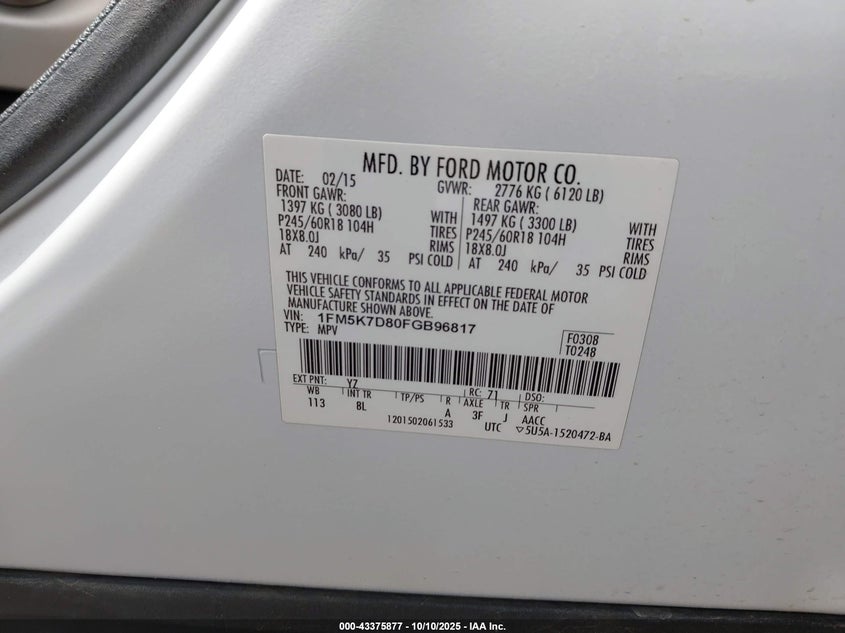 MFD. BY FORD MOTOR CO.
DATE: 02/15 GVWR: 2776 KG ( 6120 LB)
FRONT GAWR: REAR GAWR:
1397 KG ( 3080 LB) WITH 1497 KG ( 3300 LB) WITH
P245/60R18 104H TIRES P245/60R18 104H TIRES
18X8.0J RIMS 18X8.0J RIMS
AT 240 kPa/ 35 PSI COLD AT 240 kPa/ 35 PSI COLD
THIS VEHICLE CONFORMS TO ALL APPLICABLE FEDERAL MOTOR
VEHICLE SAFETY STANDARDS IN EFFECT ON THE DATE OF
MANUFACTURE SHOWN ABOVE.
VIN: 1FM5K7D80FGB96817
TYPE: MPV F0308
T0248
EXT PNT: YZ RC: 71 DSO:
WB INT TR TP/PS R AXLE TR SPR
113 8L A 3F J AACC
1201502061533 UTC ▽5U5A-1520472-BA
000-43375877 - 10/10/2025 - IAA Inc.